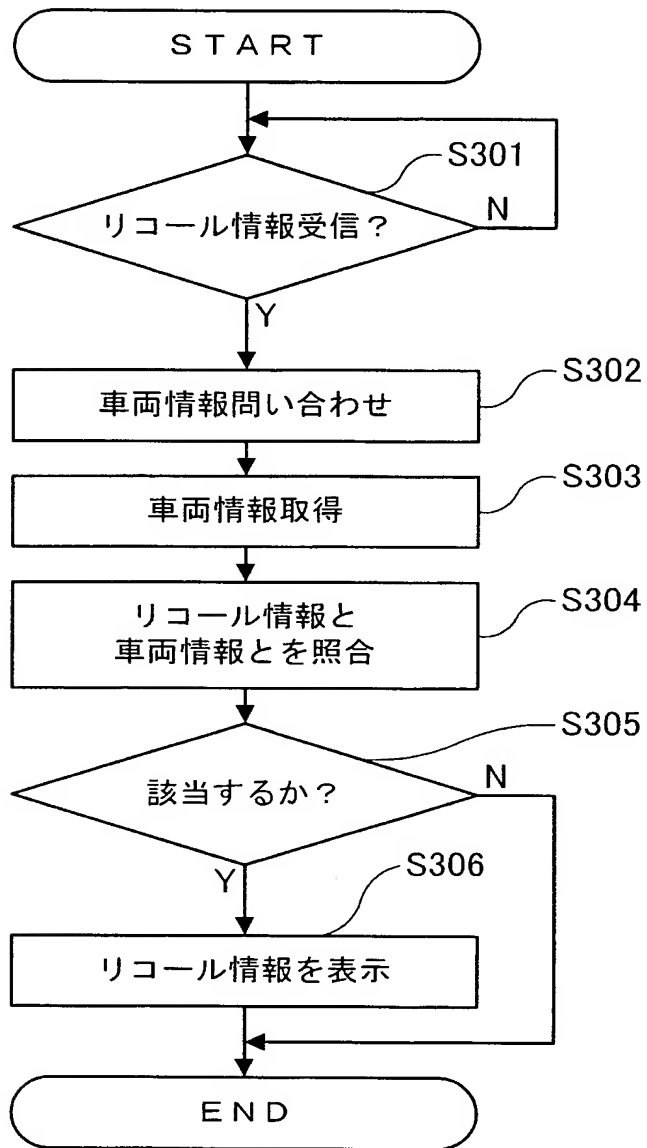 START
S301
リコール情報受信？
N
Y
S302
車両情報問い合わせ
S303
車両情報取得
S304
リコール情報と
車両情報とを照合
S305
該当するか？
N
Y
S306
リコール情報を表示
END